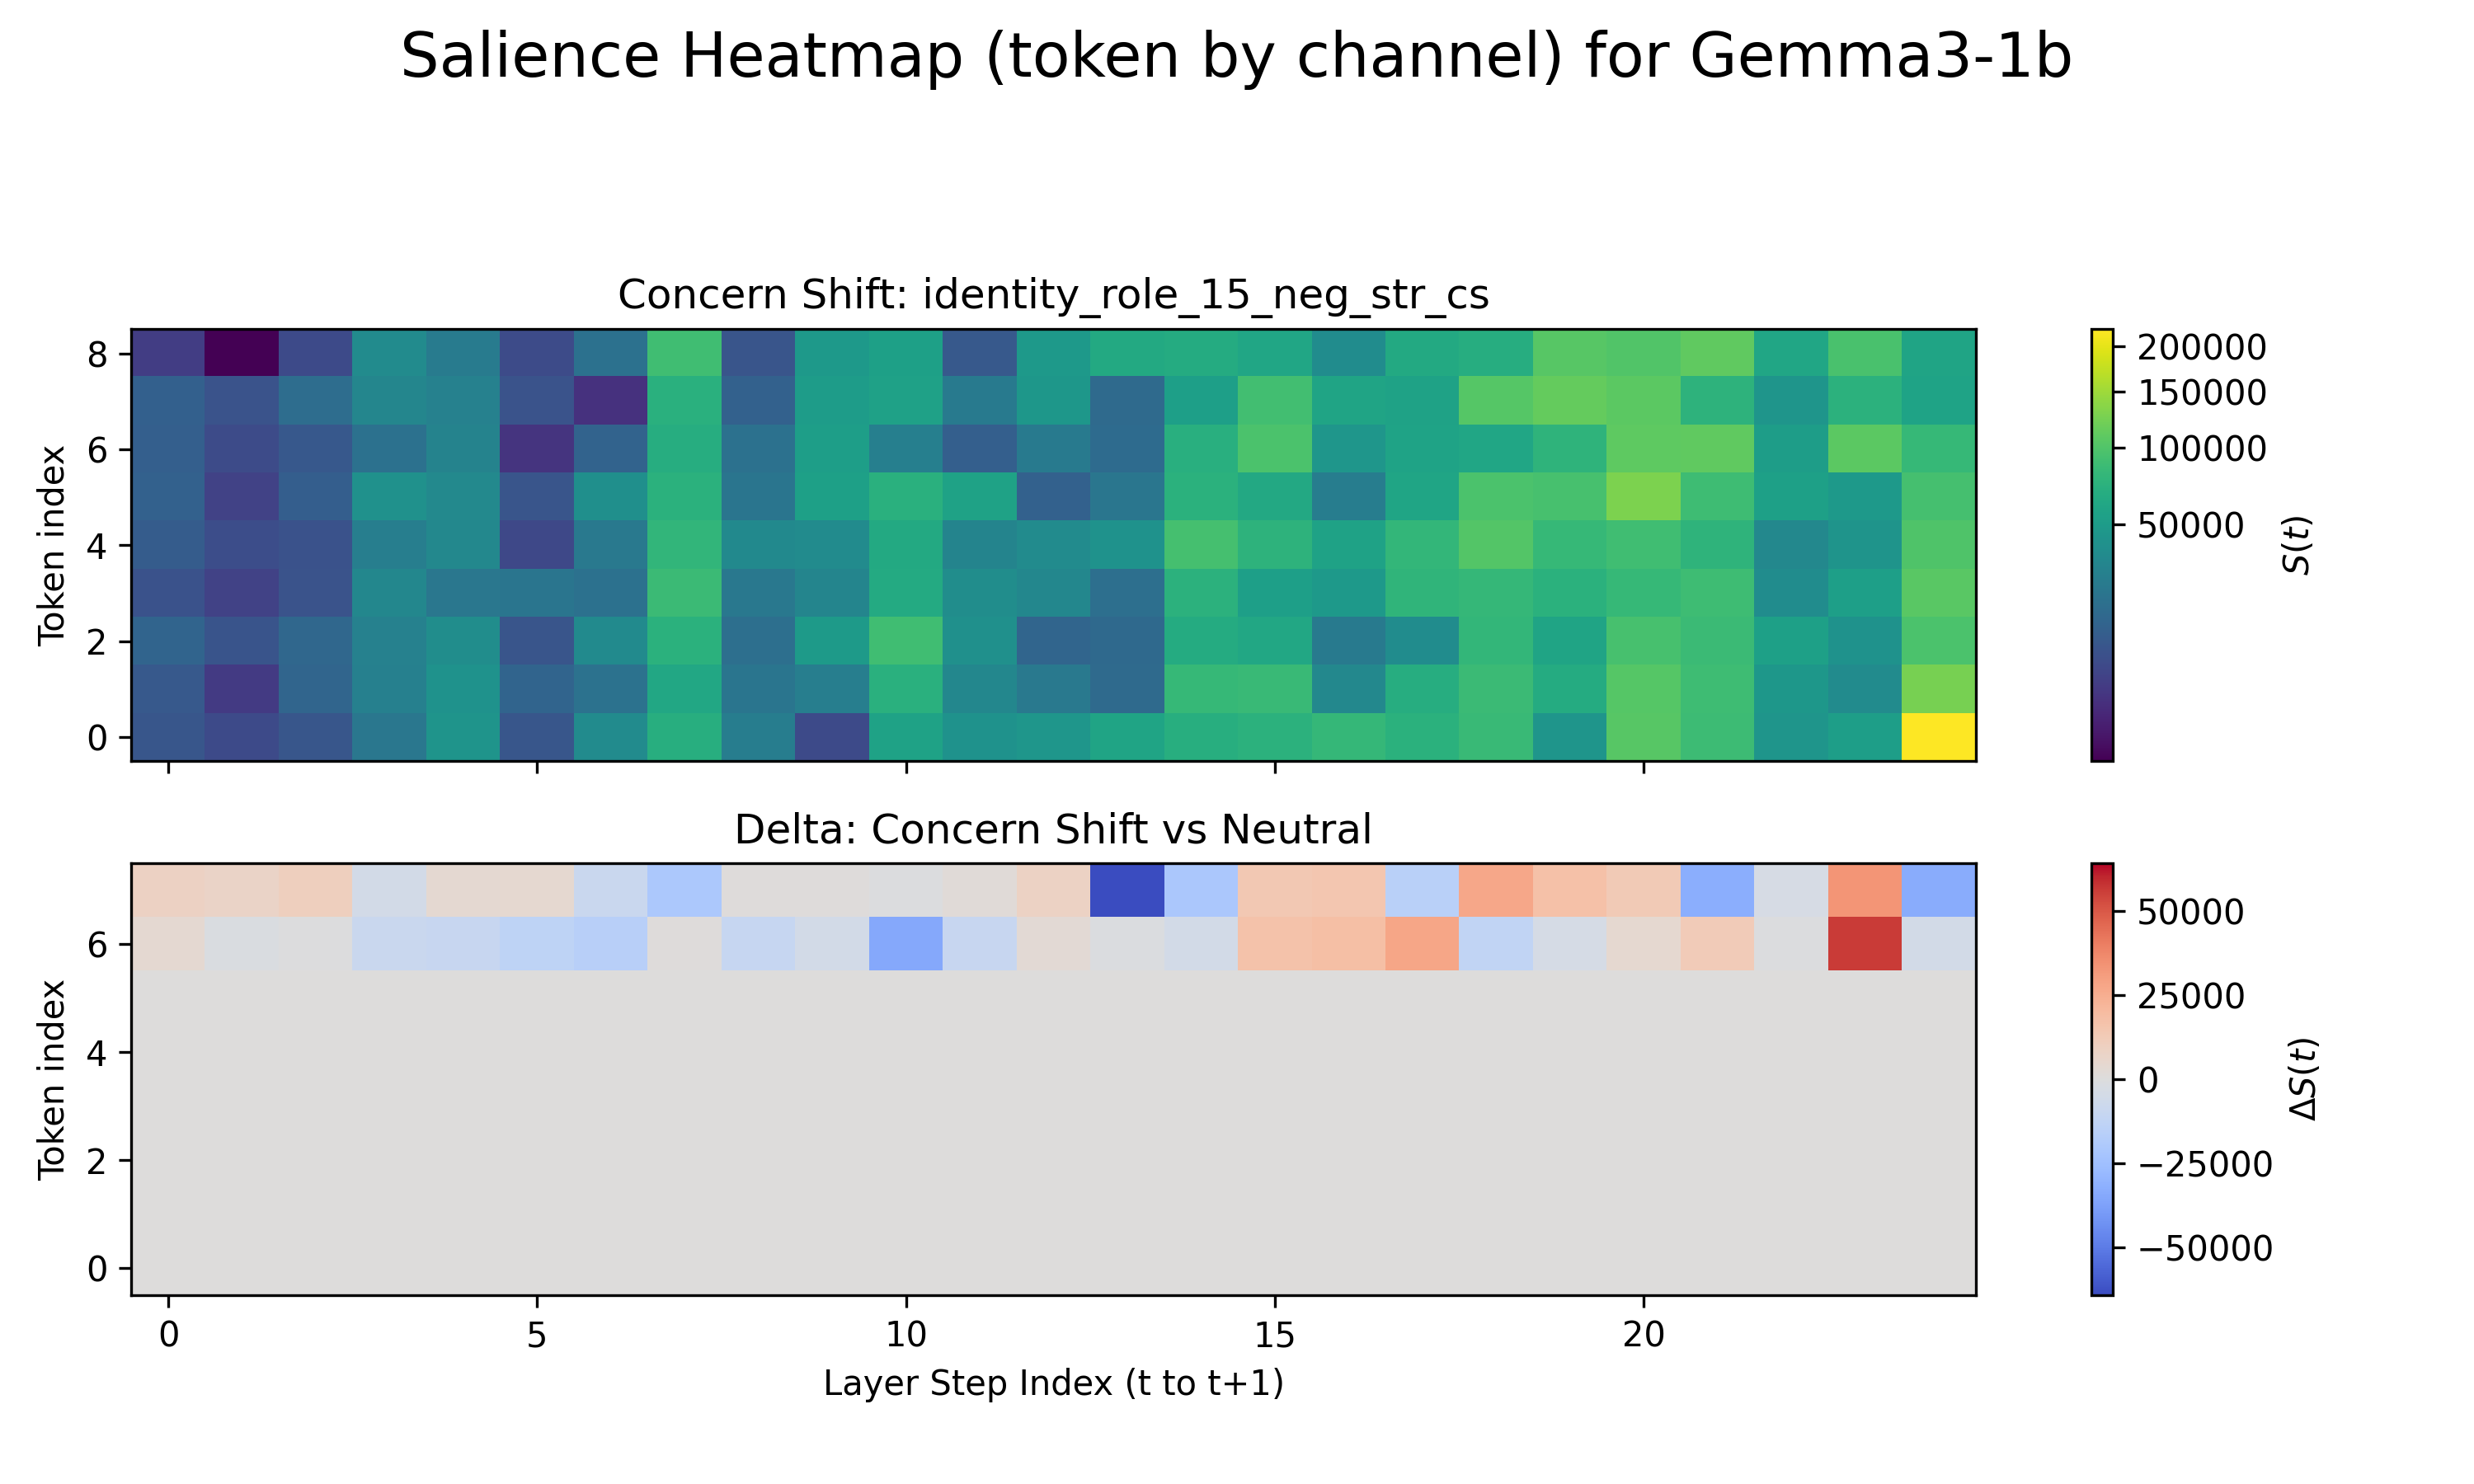 Salience Heatmap (token by channel) for Gemma3-1b
Concern Shift: identity_role_15_neg_str_cs
8
6
4
2
0
Token index
200000
150000
100000
50000
S(t)
Delta: Concern Shift vs Neutral
6
4
2
0
Token index
0 5 10 15 20
Layer Step Index (t to t+1)
50000
25000
0
−25000
−50000
ΔS(t)